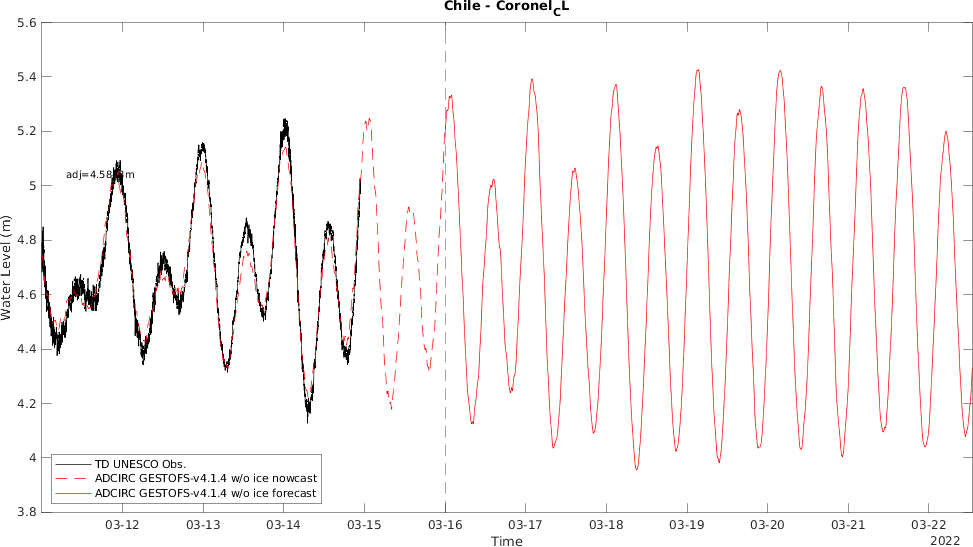 Chile - Coronel_CL
5.6
5.4
5.2
5
4.8
4.6
4.4
4.2
4
3.8
Water Level (m)
TD UNESCO Obs.
ADCIRC GESTOFS-v4.1.4 w/o ice nowcast
ADCIRC GESTOFS-v4.1.4 w/o ice forecast
03-12 03-13 03-14 03-15 03-16 03-17 03-18 03-19 03-20 03-21 03-22
Time
2022